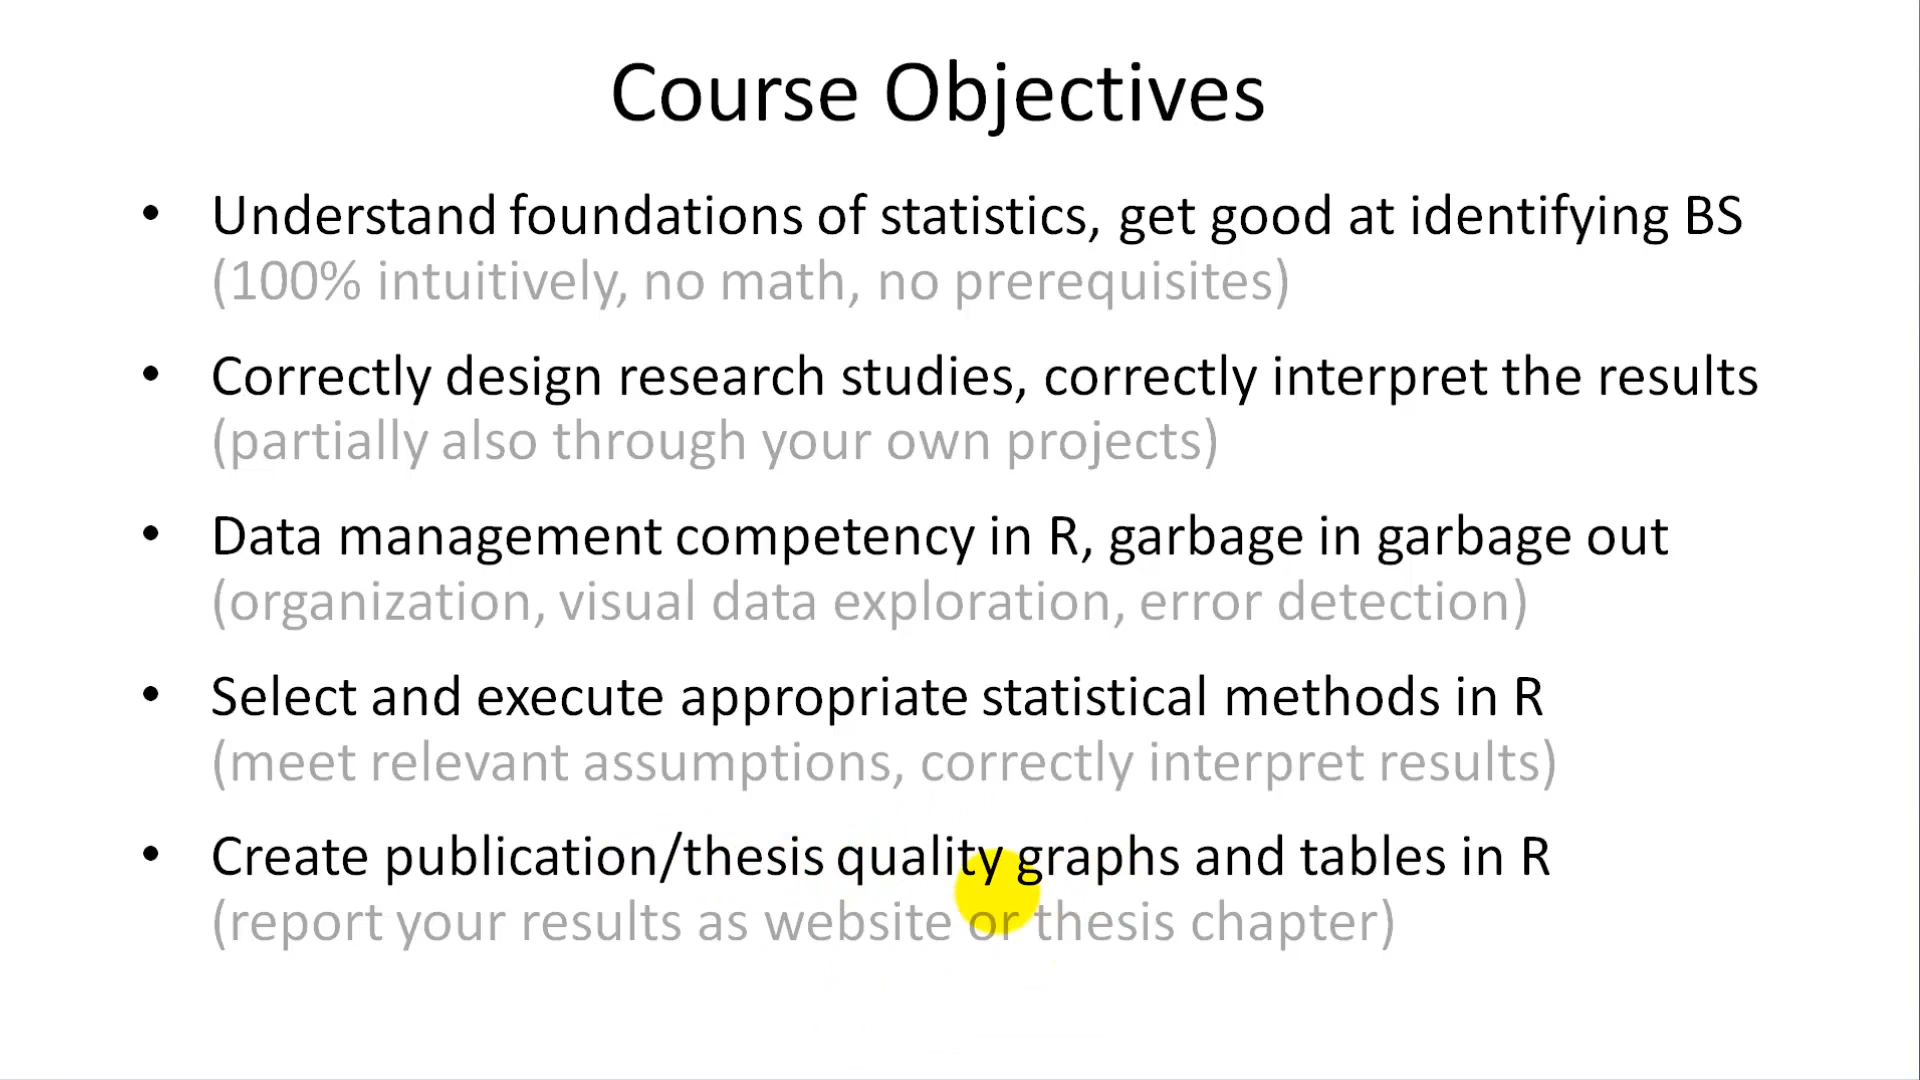 Course Objectives
• Understand foundations of statistics, get good at identifying BS
(100% intuitively, no math, no prerequisites)
• Correctly design research studies, correctly interpret the results
(partially also through your own projects)
• Data management competency in R, garbage in garbage out
(organization, visual data exploration, error detection)
• Select and execute appropriate statistical methods in R
(meet relevant assumptions, correctly interpret results)
• Create publication/thesis quality graphs and tables in R
(report your results as website or thesis chapter)